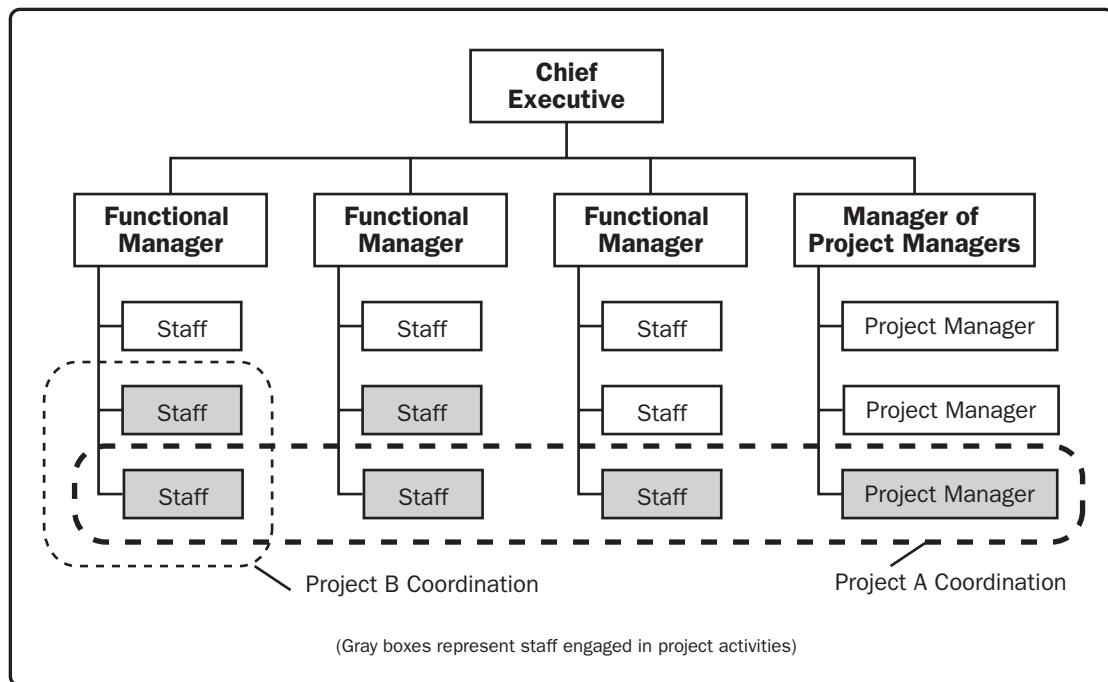 Chief
Executive
Functional
Manager
Functional
Manager
Functional
Manager
Manager of
Project Managers
Staff
Staff
Staff
Project Manager
Staff
Staff
Staff
Project Manager
Staff
Staff
Staff
Project Manager
Project B Coordination
Project A Coordination
(Gray boxes represent staff engaged in project activities)